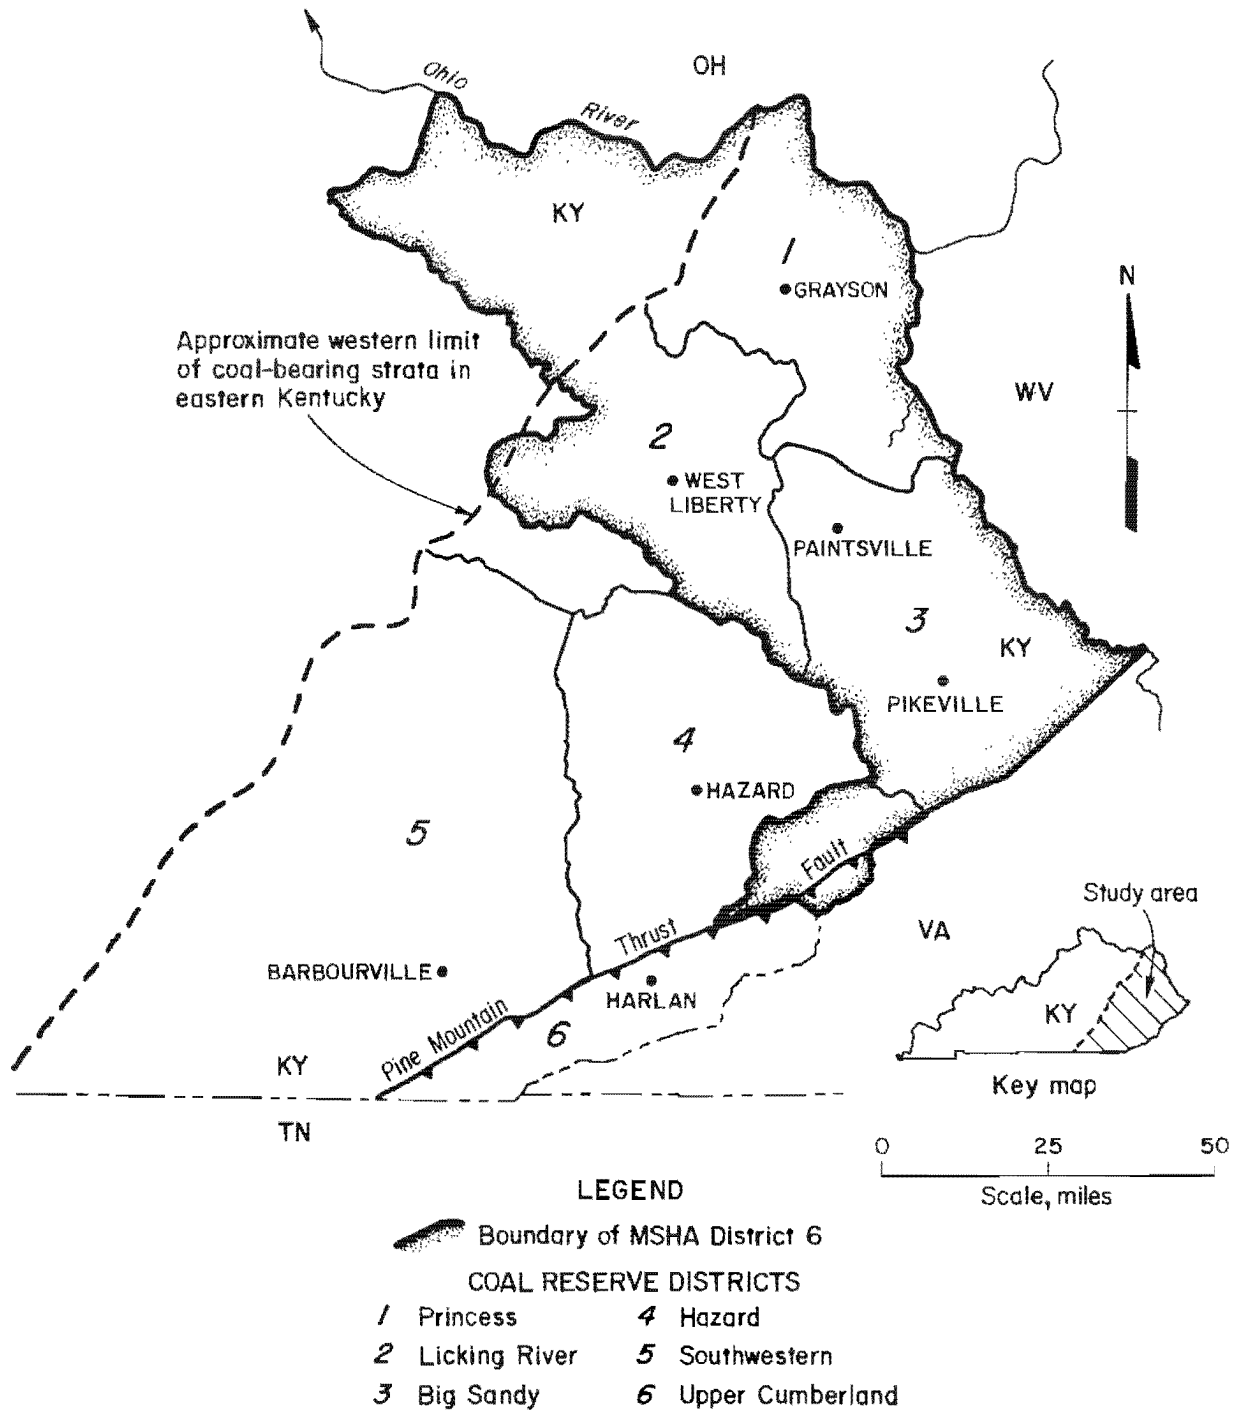 OH
Ohio
River
KY
1
GRAYSON
N
Approximate western limit
of coal-bearing strata in
eastern Kentucky
WV
2
WEST
LIBERTY
PAINTSVILLE
3
KY
PIKEVILLE
4
HAZARD
5
Fault
Study area
Thrust
VA
BARBOURVILLE
HARLAN
KY
Pine Mountain
6
KY
Key map
TN
0 25 50
Scale, miles
LEGEND
Boundary of MSHA District 6
COAL RESERVE DISTRICTS
1 Princess 4 Hazard
2 Licking River 5 Southwestern
3 Big Sandy 6 Upper Cumberland